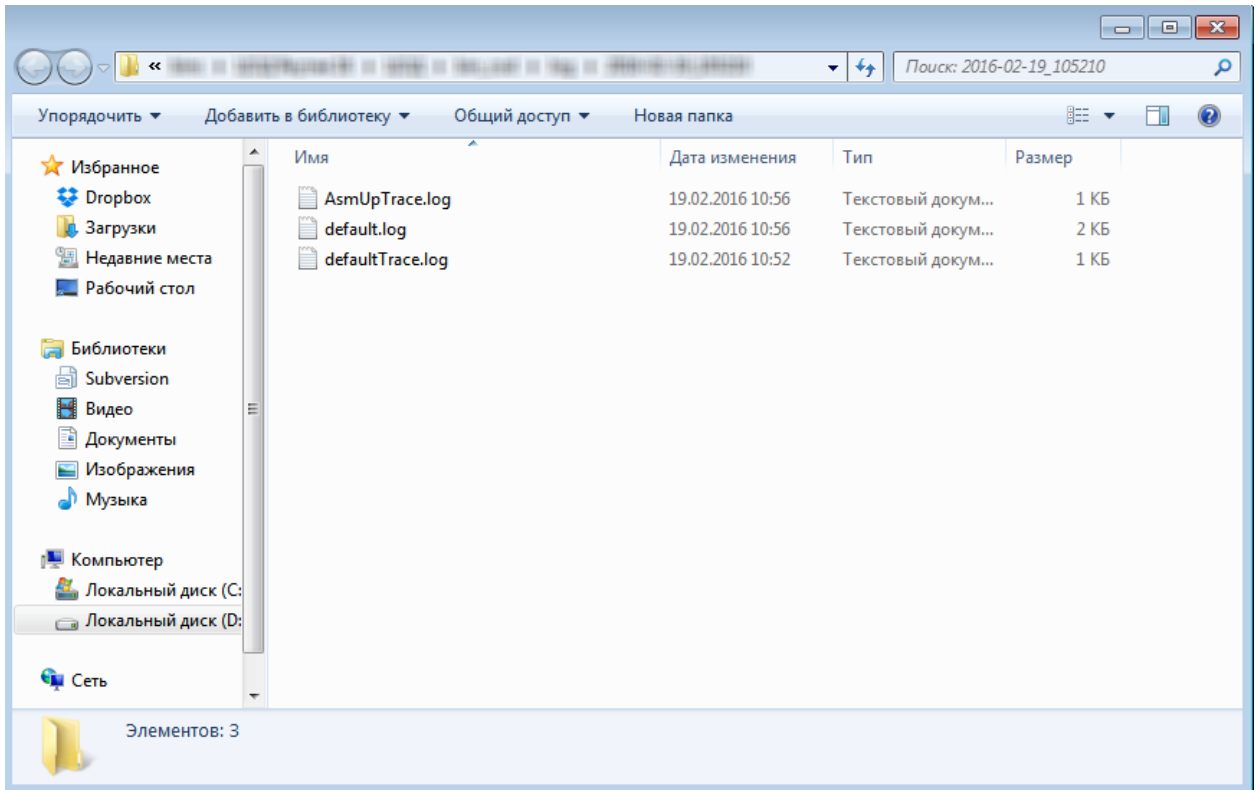 «
Поиск: 2016-02-19_105210
Упорядочить Добавить в библиотеку Общий доступ Новая папка
Избранное
Dropbox
Загрузки
Недавние места
Рабочий стол
Библиотеки
Subversion
Видео
Документы
Изображения
Музыка
Компьютер
Локальный диск (C:
Локальный диск (D:
Сеть
Имя Дата изменения Тип Размер
AsmUpTrace.log 19.02.2016 10:56 Текстовый докум... 1 КБ
default.log 19.02.2016 10:56 Текстовый докум... 2 КБ
defaultTrace.log 19.02.2016 10:52 Текстовый докум... 1 КБ
Элементов: 3